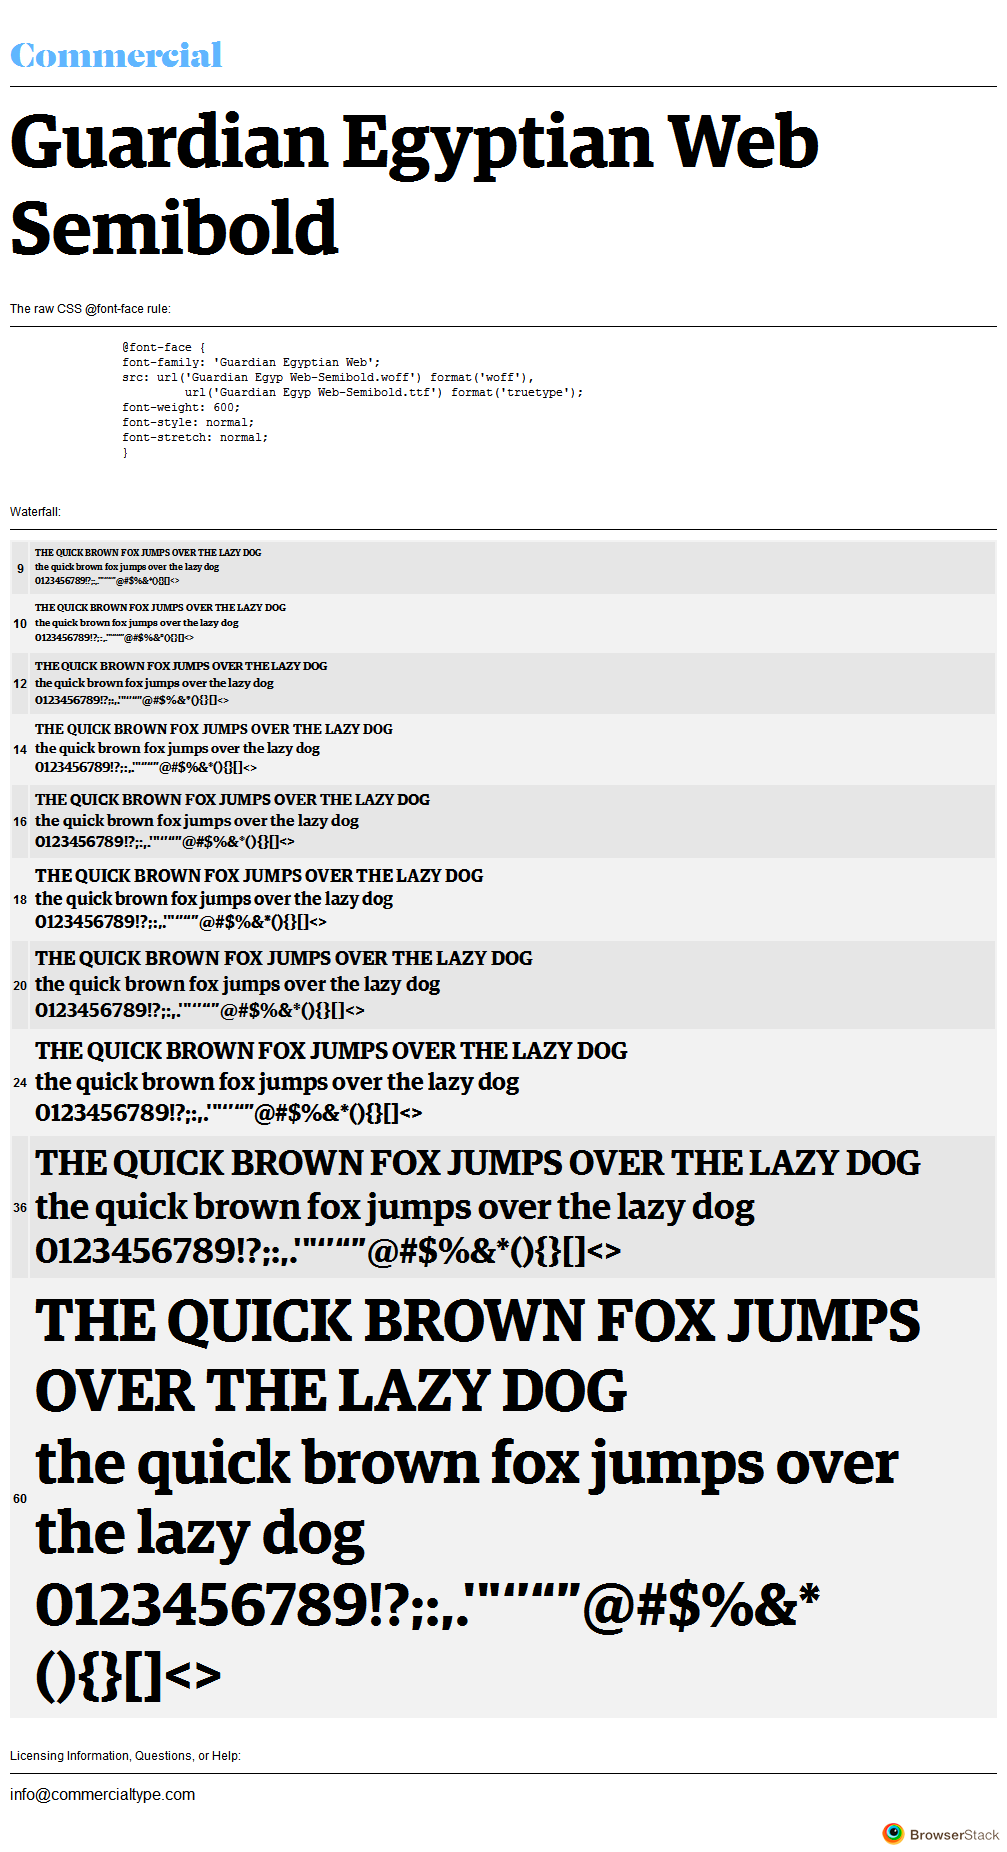 Commercial
Guardian Egyptian Web
Semibold
The raw CSS @font-face rule:
@font-face {
font-family: 'Guardian Egyptian Web';
src: url('Guardian Egyp Web-Semibold.woff') format('woff'),
url('Guardian Egyp Web-Semibold.ttf') format('truetype');
font-weight: 600;
font-style: normal;
font-stretch: normal;
}
Waterfall:
THE QUICK BROWN FOX JUMPS OVER THE LAZY DOG
9 the quick brown fox jumps over the lazy dog
0123456789!?;:,.'"‘’“”@#$%&*(){}[]<>
THE QUICK BROWN FOX JUMPS OVER THE LAZY DOG
10 the quick brown fox jumps over the lazy dog
0123456789!?;:,.'"‘’“”@#$%&*(){}[]<>
THE QUICK BROWN FOX JUMPS OVER THE LAZY DOG
12 the quick brown fox jumps over the lazy dog
0123456789!?;:,.'"‘’“”@#$%&*(){}[]<>
THE QUICK BROWN FOX JUMPS OVER THE LAZY DOG
14 the quick brown fox jumps over the lazy dog
0123456789!?;:,.'"‘’“”@#$%&*(){}[]<>
THE QUICK BROWN FOX JUMPS OVER THE LAZY DOG
16 the quick brown fox jumps over the lazy dog
0123456789!?;:,.'"‘’“”@#$%&*(){}[]<>
THE QUICK BROWN FOX JUMPS OVER THE LAZY DOG
18 the quick brown fox jumps over the lazy dog
0123456789!?;:,.'"‘’“”@#$%&*(){}[]<>
THE QUICK BROWN FOX JUMPS OVER THE LAZY DOG
20 the quick brown fox jumps over the lazy dog
0123456789!?;:,.'"‘’“”@#$%&*(){}[]<>
THE QUICK BROWN FOX JUMPS OVER THE LAZY DOG
24 the quick brown fox jumps over the lazy dog
0123456789!?;:,.'"‘’“”@#$%&*(){}[]<>
THE QUICK BROWN FOX JUMPS OVER THE LAZY DOG
36 the quick brown fox jumps over the lazy dog
0123456789!?;:,.'"‘’“”@#$%&*(){}[]<>
THE QUICK BROWN FOX JUMPS
OVER THE LAZY DOG
the quick brown fox jumps over
60
the lazy dog
0123456789!?;:,.'"‘’“”@#$%&*
(){}[]<>
Licensing Information, Questions, or Help:
info@commercialtype.com
BrowserStack